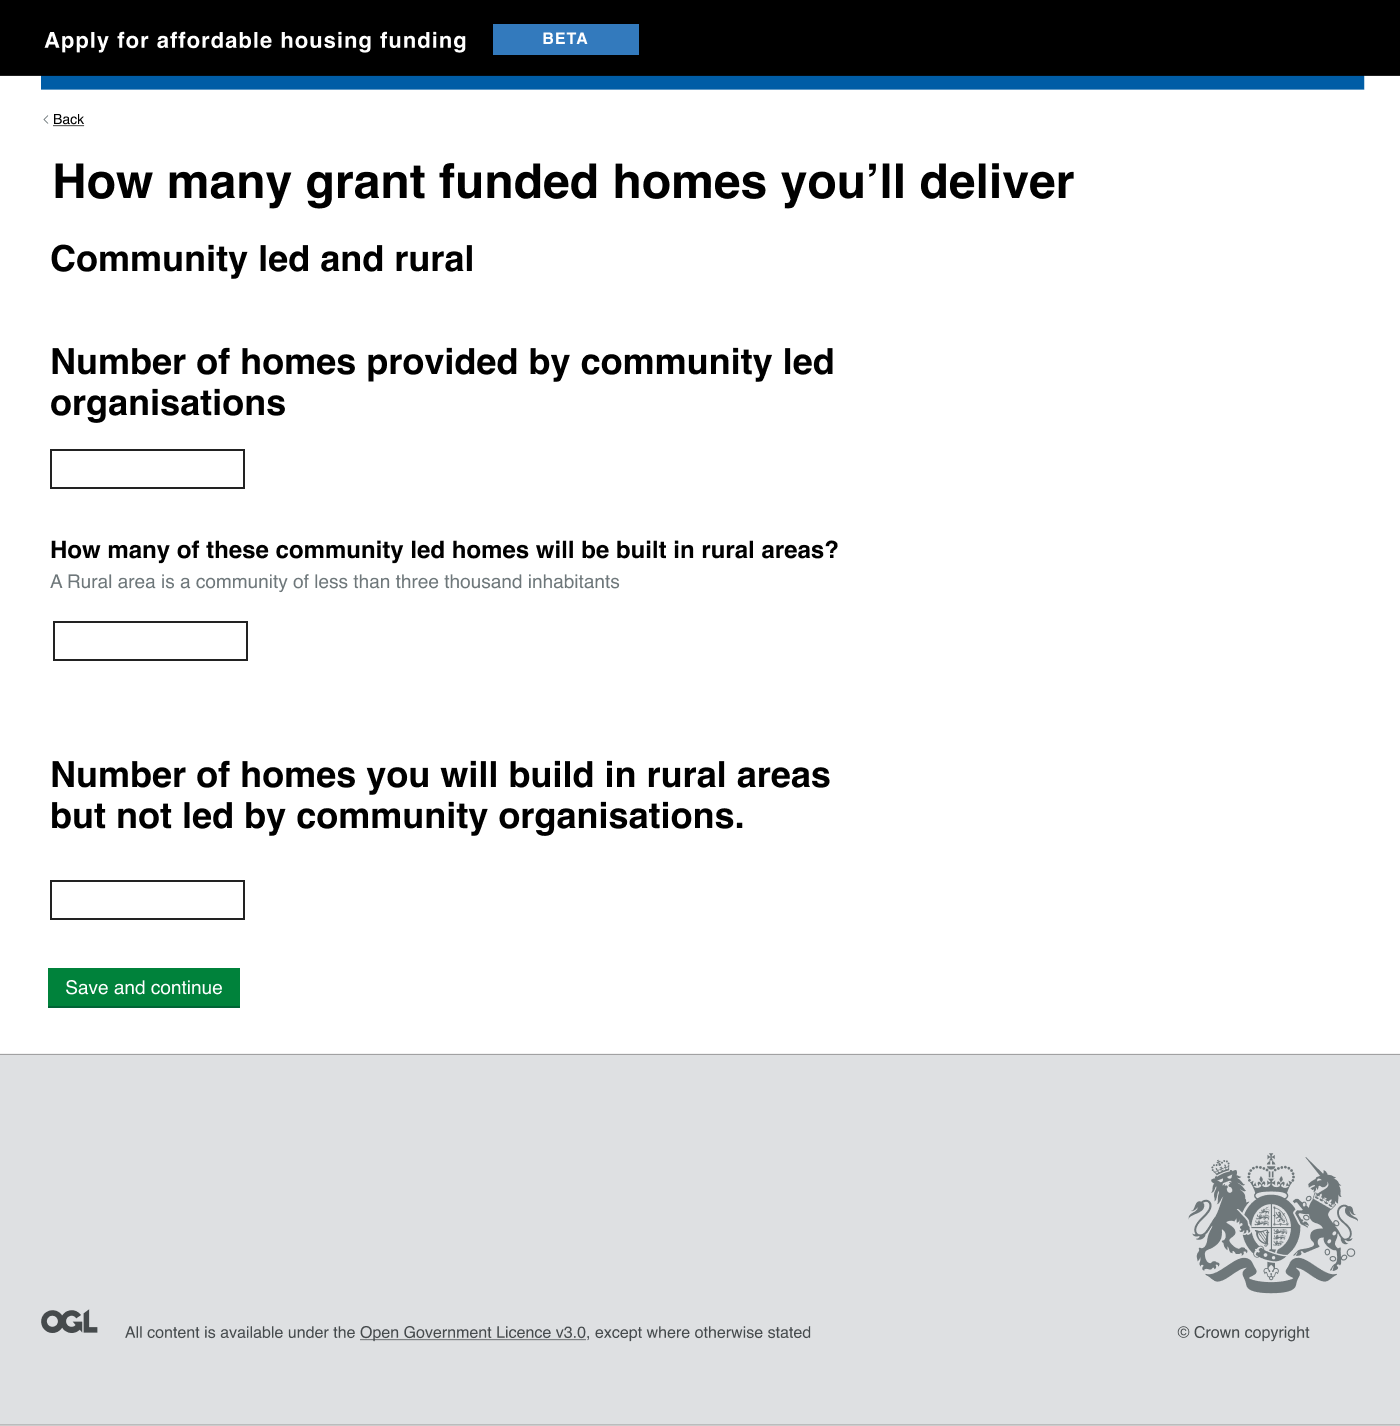 Apply for affordable housing funding BETA
< Back
How many grant funded homes you’ll deliver
Community led and rural
Number of homes provided by community led
organisations
How many of these community led homes will be built in rural areas?
A Rural area is a community of less than three thousand inhabitants
Number of homes you will build in rural areas
but not led by community organisations.
Save and continue
OGL All content is available under the Open Government Licence v3.0, except where otherwise stated © Crown copyright